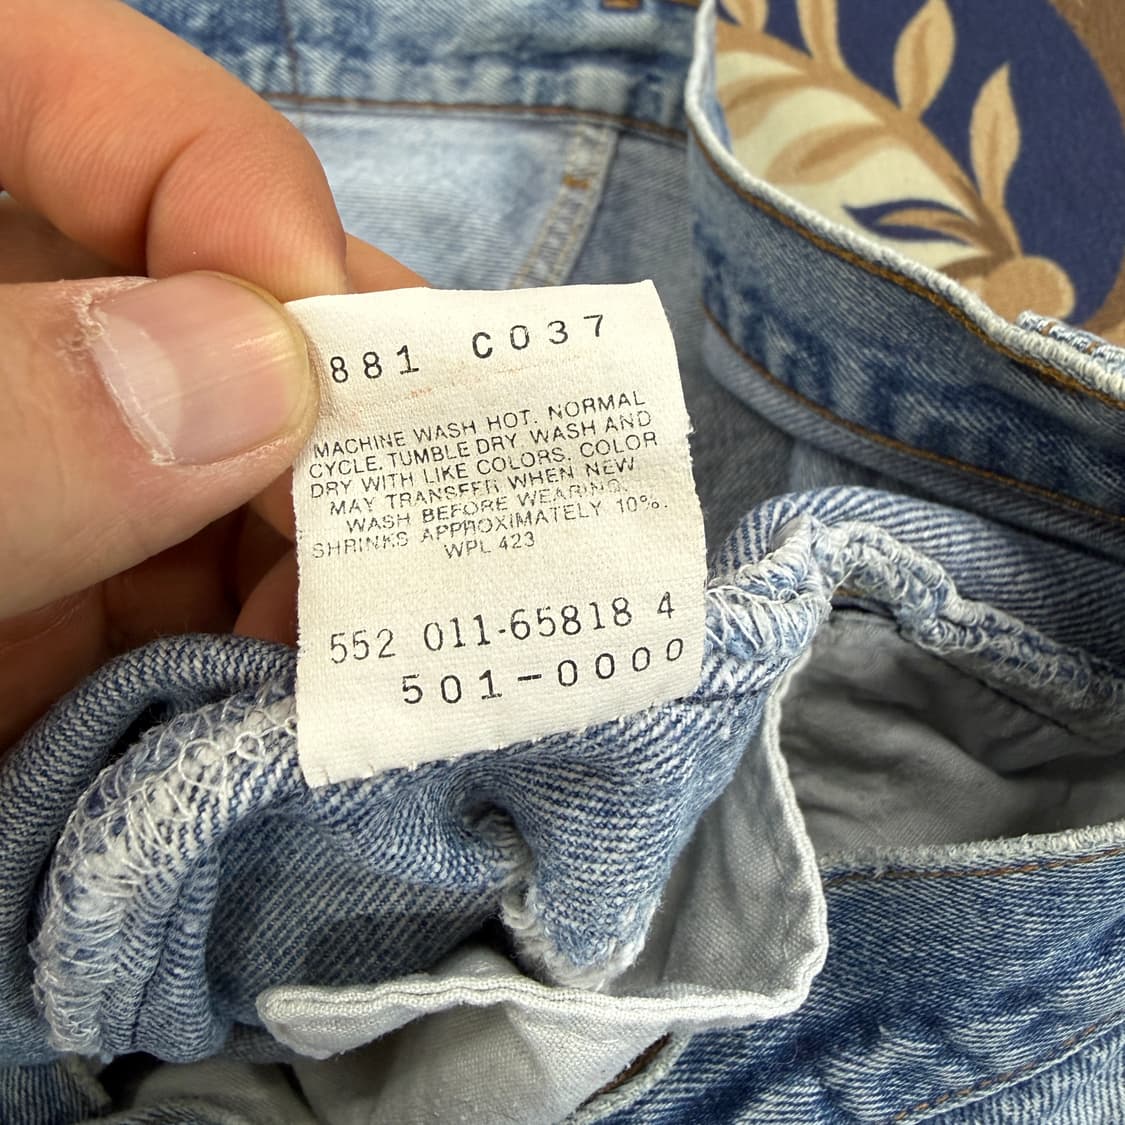 881 C037
MACHINE WASH HOT. NORMAL
CYCLE. TUMBLE DRY. WASH AND
DRY WITH LIKE COLORS. COLOR
MAY TRANSFER WHEN NEW
WASH BEFORE WEARING.
SHRINKS APPROXIMATELY 10%.
WPL 423
552 011-65818 4
501-0000